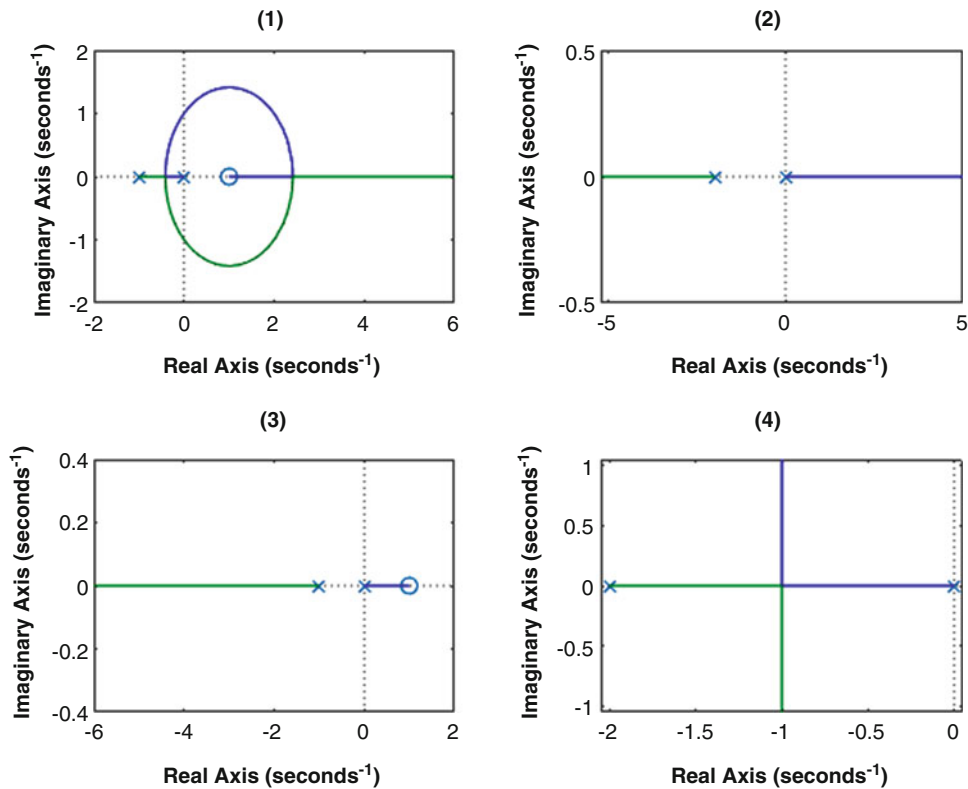 (1)
Imaginary Axis (seconds⁻¹)
2
1
0
-1
-2
-2 0 2 4 6
Real Axis (seconds⁻¹)
(2)
Imaginary Axis (seconds⁻¹)
0.5
0
-0.5
-5 0 5
Real Axis (seconds⁻¹)
(3)
Imaginary Axis (seconds⁻¹)
0.4
0.2
0
-0.2
-0.4
-6 -4 -2 0 2
Real Axis (seconds⁻¹)
(4)
Imaginary Axis (seconds⁻¹)
1
0.5
0
-0.5
-1
-2 -1.5 -1 -0.5 0
Real Axis (seconds⁻¹)